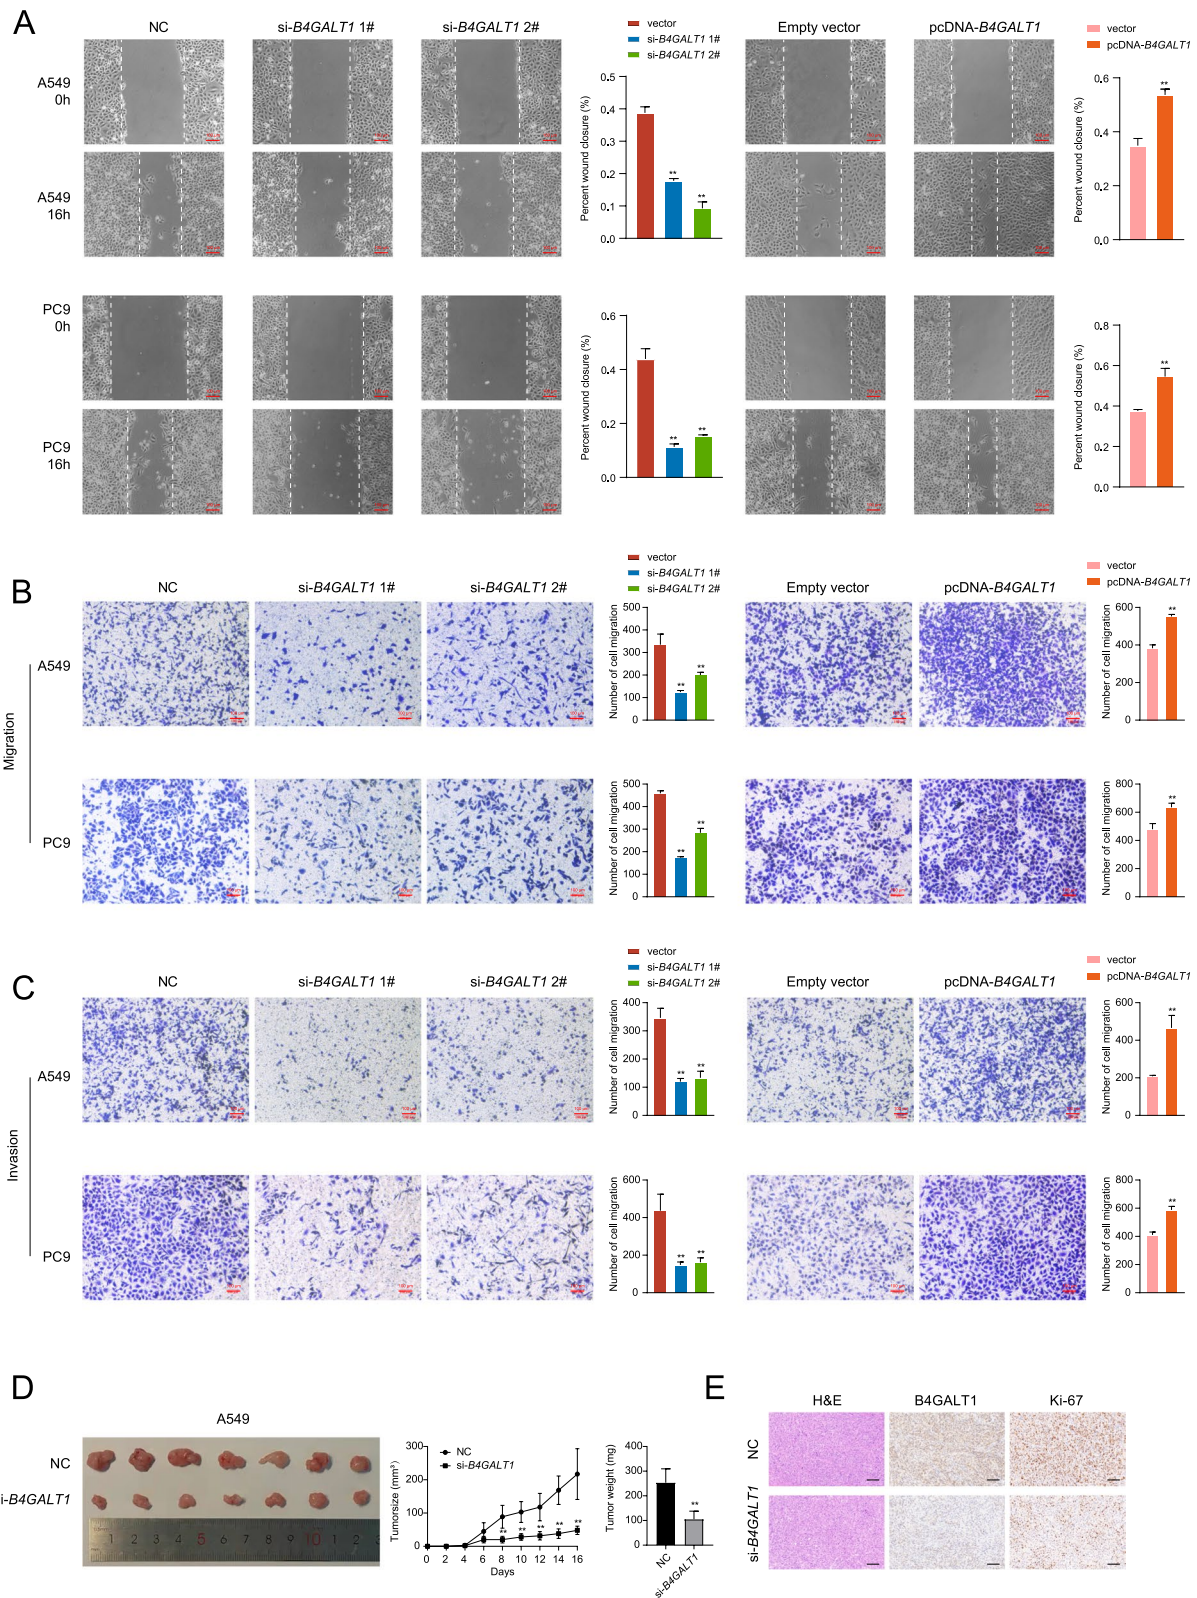 A
NC
si-B4GALT1 1#
si-B4GALT1 2#
vector
si-B4GALT1 1#
si-B4GALT1 2#
Empty vector
pcDNA-B4GALT1
vector
pcDNA-B4GALT1
A549
0h
A549
16h
Percent wound closure (%)
0.5
0.4
0.3
0.2
0.1
0.0
**
**
Percent wound closure (%)
0.6
0.4
0.2
0.0
**
PC9
0h
PC9
16h
Percent wound closure (%)
0.6
0.4
0.2
0.0
**
**
Percent wound closure (%)
0.8
0.6
0.4
0.2
0.0
**
B
NC
si-B4GALT1 1#
si-B4GALT1 2#
vector
si-B4GALT1 1#
si-B4GALT1 2#
Empty vector
pcDNA-B4GALT1
vector
pcDNA-B4GALT1
Migration
A549
Number of cell migration
500
400
300
200
100
0
**
**
Number of cell migration
600
400
200
0
**
PC9
Number of cell migration
500
400
300
200
100
0
**
**
Number of cell migration
800
600
400
200
0
**
C
NC
si-B4GALT1 1#
si-B4GALT1 2#
vector
si-B4GALT1 1#
si-B4GALT1 2#
Empty vector
pcDNA-B4GALT1
vector
pcDNA-B4GALT1
Invasion
A549
Number of cell migration
400
300
200
100
0
**
**
Number of cell migration
600
400
200
0
**
PC9
Number of cell migration
600
400
200
0
**
**
Number of cell migration
800
600
400
200
0
**
D
A549
NC
i-B4GALT1
1 2 3 4 5 6 7 8 9 10 1 2
Tumorsize (mm³)
300
200
100
0
NC
si-B4GALT1
** ** ** ** **
0 2 4 6 8 10 12 14 16
Days
Tumor weight (mg)
400
300
200
100
0
**
NC
si-B4GALT1
E
H&E
B4GALT1
Ki-67
NC
si-B4GALT1